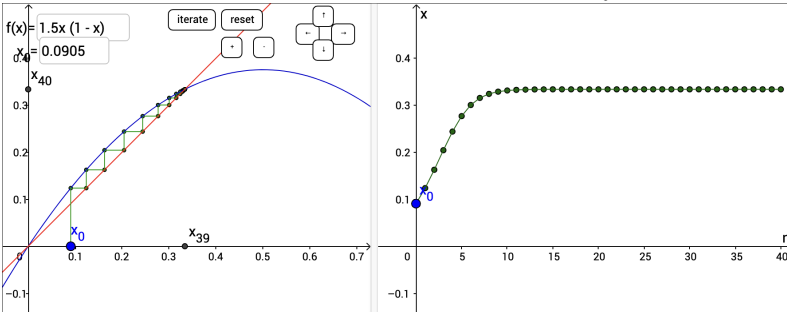 f(x)= 1.5x (1 - x)
iterate reset
x0= 0.0905
+ -
↑
← →
↓
0.4
x40
0.3
0.2
0.1
x0
x39
0 0.1 0.2 0.3 0.4 0.5 0.6 0.7
−0.1
x
0.4
0.3
0.2
0.1
x0
n
0 5 10 15 20 25 30 35 40
−0.1